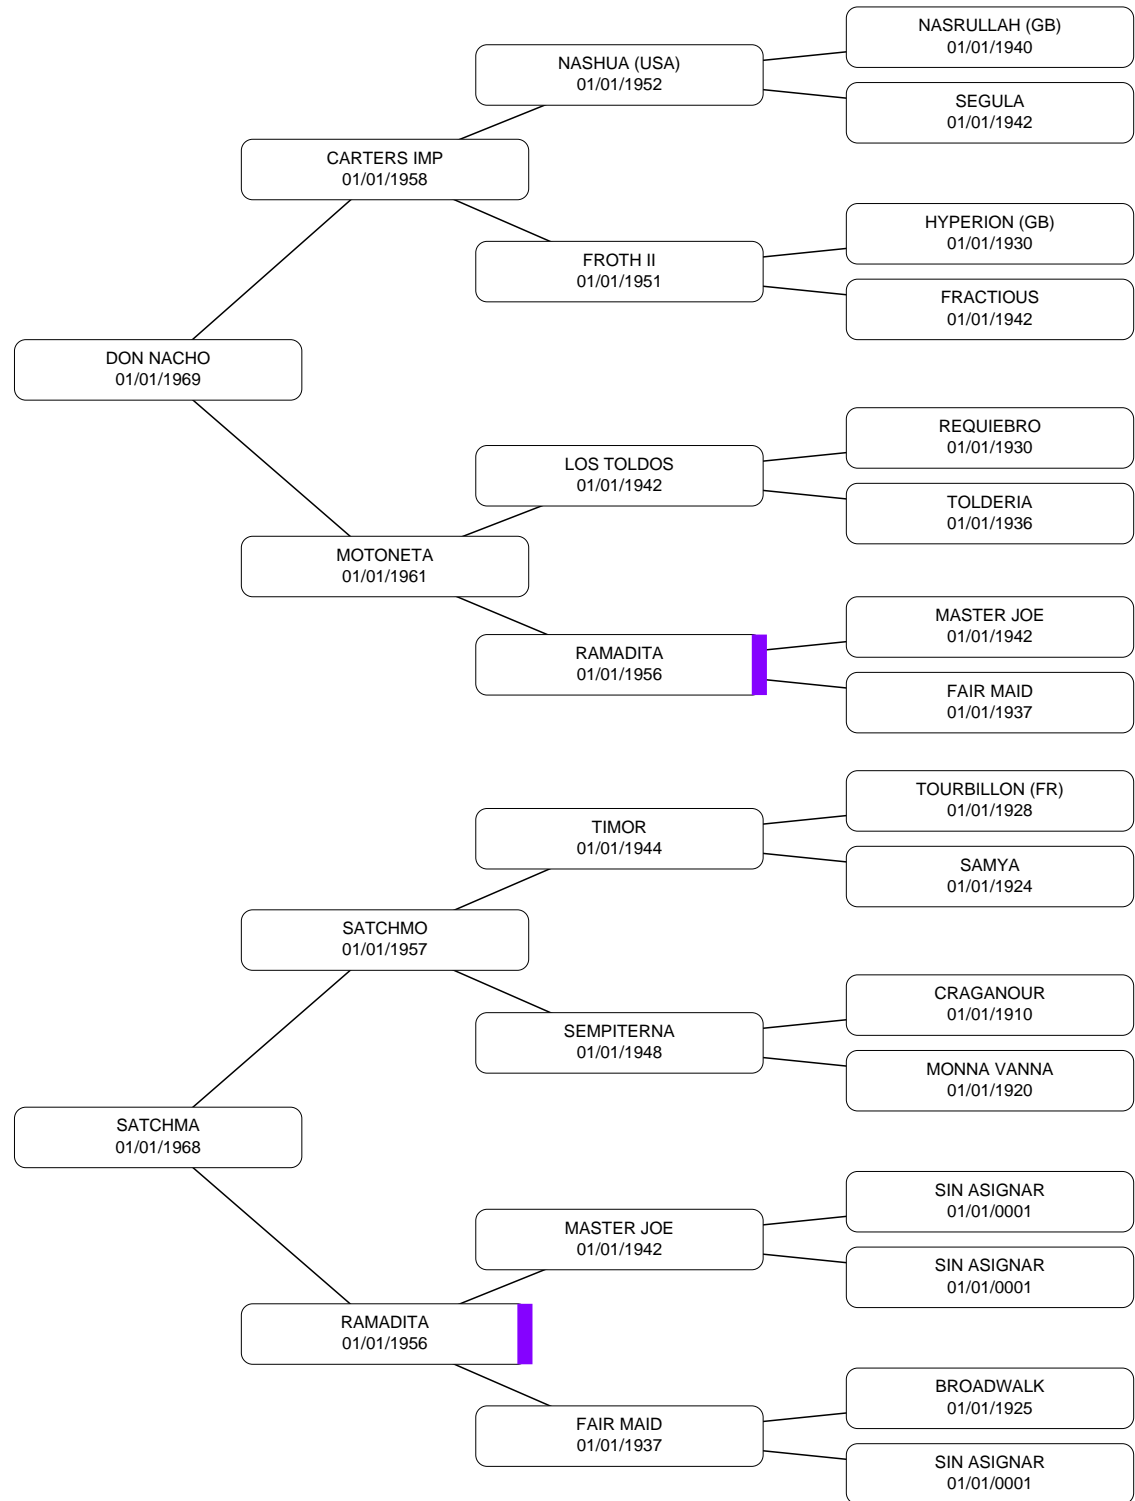 NASRULLAH (GB)
01/01/1940
NASHUA (USA)
01/01/1952
SEGULA
01/01/1942
CARTERS IMP
01/01/1958
HYPERION (GB)
01/01/1930
FROTH II
01/01/1951
FRACTIOUS
01/01/1942
DON NACHO
01/01/1969
REQUIEBRO
01/01/1930
LOS TOLDOS
01/01/1942
TOLDERIA
01/01/1936
MOTONETA
01/01/1961
MASTER JOE
01/01/1942
RAMADITA
01/01/1956
FAIR MAID
01/01/1937
TOURBILLON (FR)
01/01/1928
TIMOR
01/01/1944
SAMYA
01/01/1924
SATCHMO
01/01/1957
CRAGANOUR
01/01/1910
SEMPITERNA
01/01/1948
MONNA VANNA
01/01/1920
SATCHMA
01/01/1968
SIN ASIGNAR
01/01/0001
MASTER JOE
01/01/1942
SIN ASIGNAR
01/01/0001
RAMADITA
01/01/1956
BROADWALK
01/01/1925
FAIR MAID
01/01/1937
SIN ASIGNAR
01/01/0001